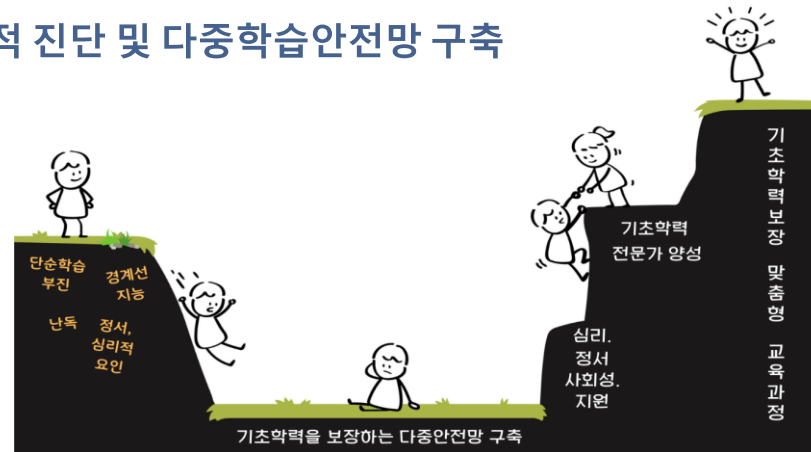 적 진단 및 다중학습안전망 구축
단순학습
부진
경계선
지능
난독
정서,
심리적
요인
기초학력을 보장하는 다중안전망 구축
심리.
정서
사회성.
지원
기초학력
전문가 양성
기초학력보장 맞춤형 교육과정